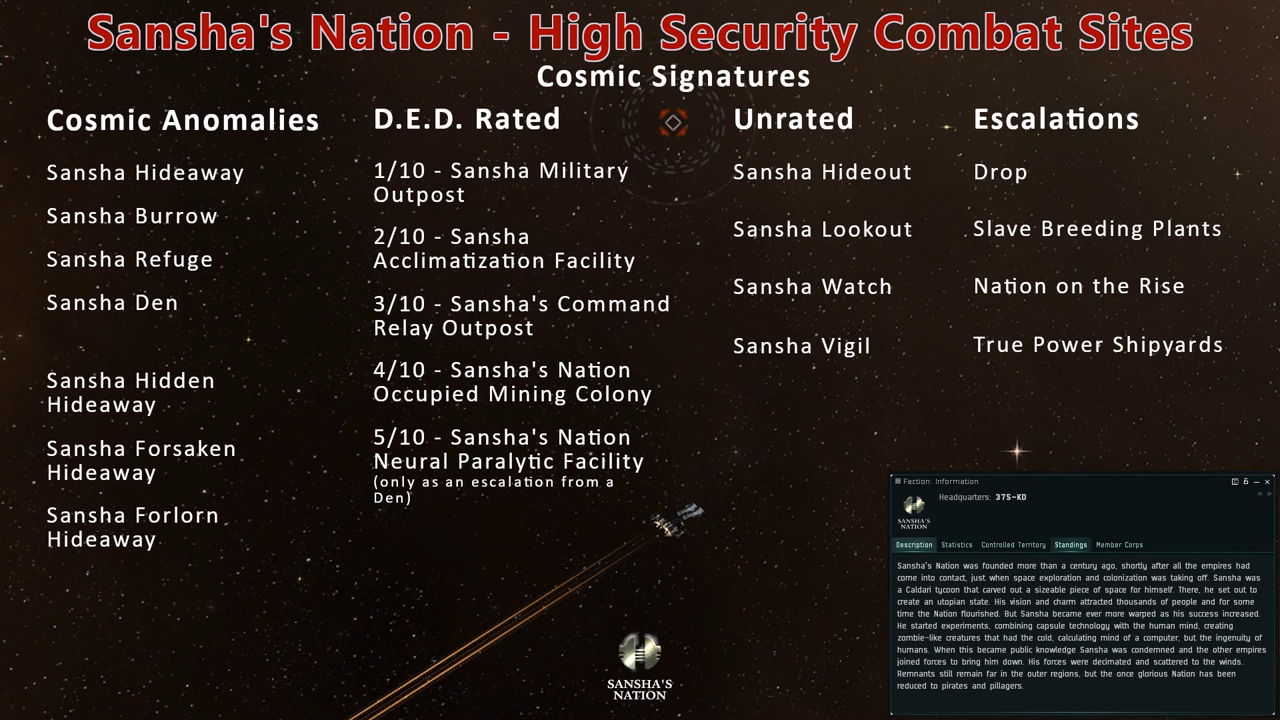 Sansha's Nation - High Security Combat Sites
Cosmic Signatures
Cosmic Anomalies
Sansha Hideaway
Sansha Burrow
Sansha Refuge
Sansha Den
Sansha Hidden
Hideaway
Sansha Forsaken
Hideaway
Sansha Forlorn
Hideaway
D.E.D. Rated
1/10 - Sansha Military
Outpost
2/10 - Sansha
Acclimatization Facility
3/10 - Sansha's Command
Relay Outpost
4/10 - Sansha's Nation
Occupied Mining Colony
5/10 - Sansha's Nation
Neural Paralytic Facility
(only as an escalation from a
Den)
Unrated
Sansha Hideout
Sansha Lookout
Sansha Watch
Sansha Vigil
Escalations
Drop
Slave Breeding Plants
Nation on the Rise
True Power Shipyards
Faction: Information
Headquarters: 37S-KO
SANSHA'S
NATION
Description Statistics Controlled Territory Standings Member Corps
Sansha's Nation was founded more than a century ago, shortly after all the empires had
come into contact, just when space exploration and colonization was taking off. Sansha was
a Caldari tycoon that carved out a sizeable piece of space for himself. There, he set out to
create an utopian state. His vision and charm attracted thousands of people and for some
time the Nation flourished. But Sansha became ever more warped as his success increased.
He started experiments, combining capsule technology with the human mind, creating
zombie-like creatures that had the cold, calculating mind of a computer, but the ingenuity of
humans. When this became public knowledge Sansha was condemned and the other empires
joined forces to bring him down. His forces were decimated and scattered to the winds.
Remnants still remain far in the outer regions, but the once glorious Nation has been
reduced to pirates and pillagers.
SANSHA'S
NATION